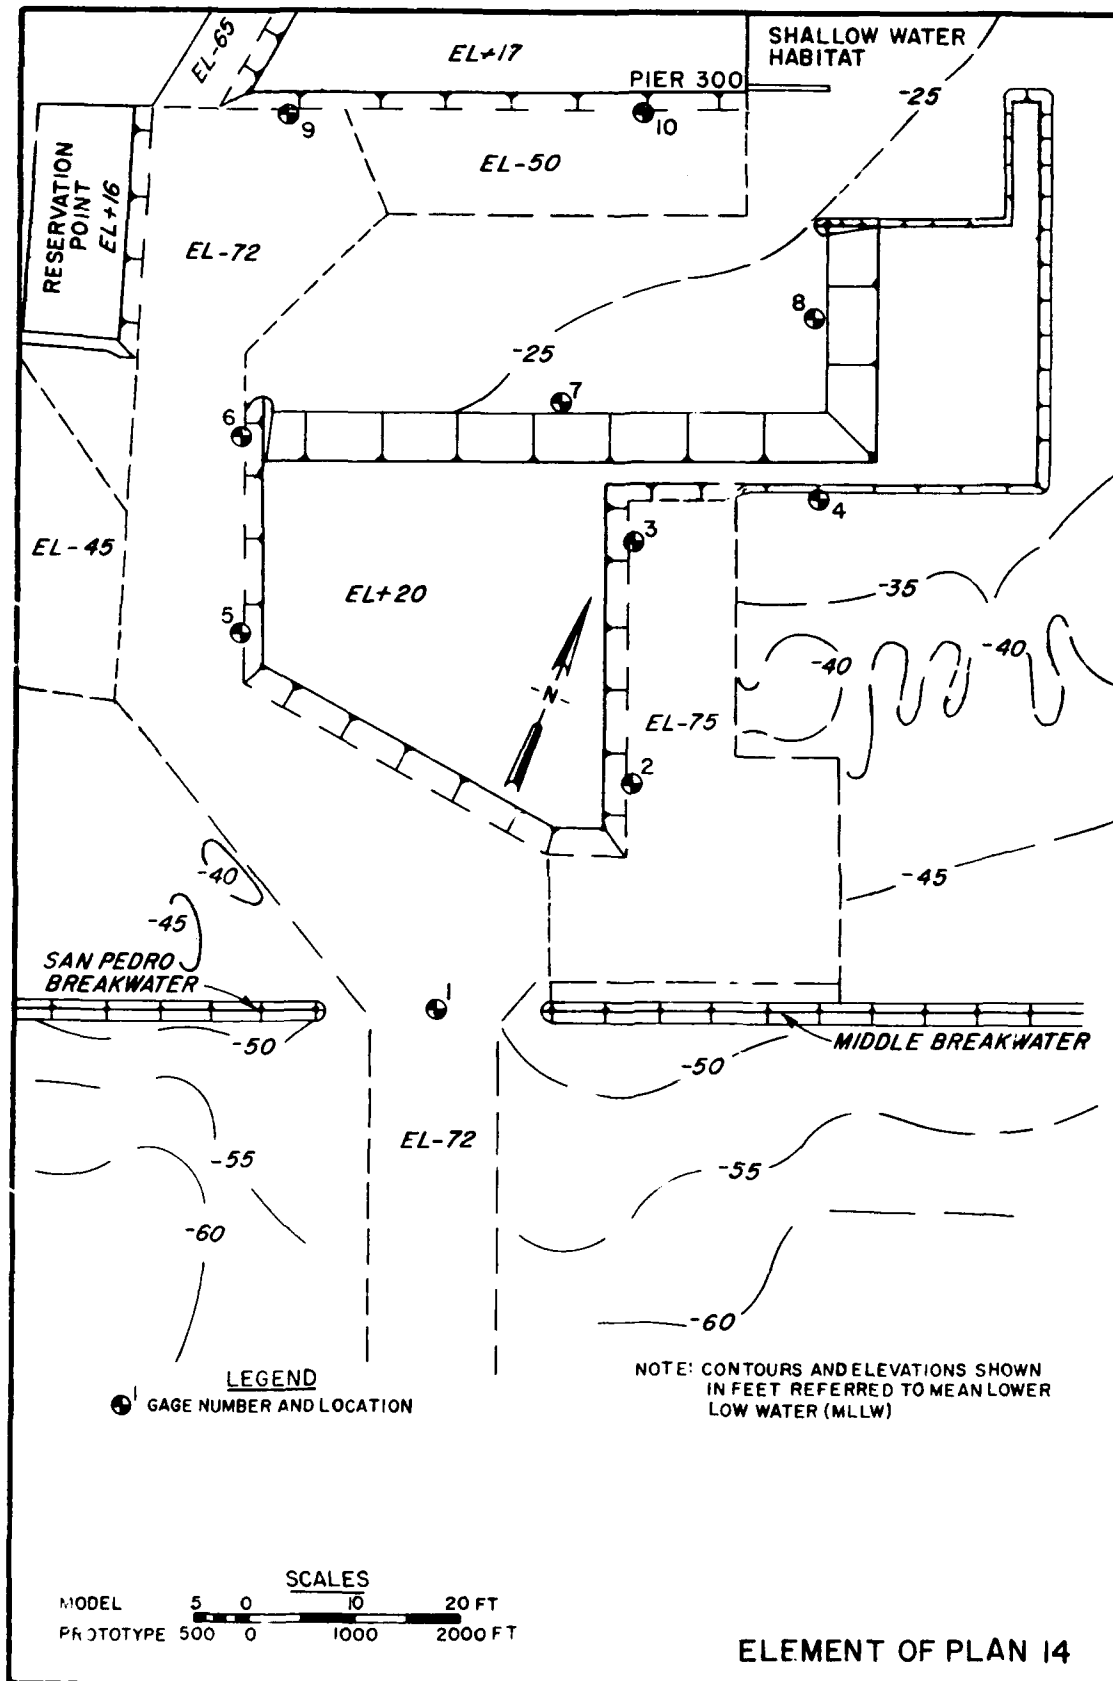 EL-65
EL+17
SHALLOW WATER
HABITAT
PIER 300
-25
9
10
EL-50
RESERVATION
POINT
EL+16
EL-72
8
-25
7
6
4
3
EL-45
EL+20
-35
5
-40
-40
N
EL-75
2
-40
-45
-45
SAN PEDRO
BREAKWATER
1
MIDDLE BREAKWATER
-50
-50
EL-72
-55
-55
-60
-60
LEGEND
1 GAGE NUMBER AND LOCATION
NOTE: CONTOURS AND ELEVATIONS SHOWN
IN FEET REFERRED TO MEAN LOWER
LOW WATER (MLLW)
SCALES
MODEL 5 0 10 20 FT
PROTOTYPE 500 0 1000 2000 FT
ELEMENT OF PLAN 14